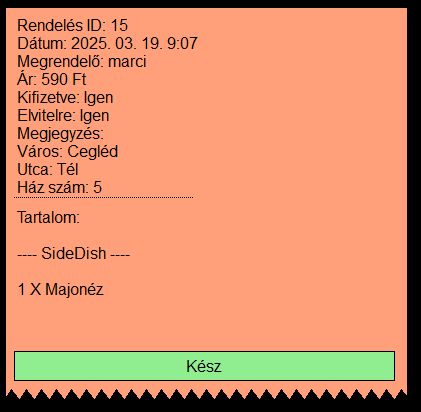 Rendelés ID: 15
Dátum: 2025. 03. 19. 9:07
Megrendelő: marci
Ár: 590 Ft
Kifizetve: Igen
Elvitelre: Igen
Megjegyzés:
Város: Cegléd
Utca: Tél
Ház szám: 5
Tartalom:
---- SideDish ----
1 X Majonéz
Kész